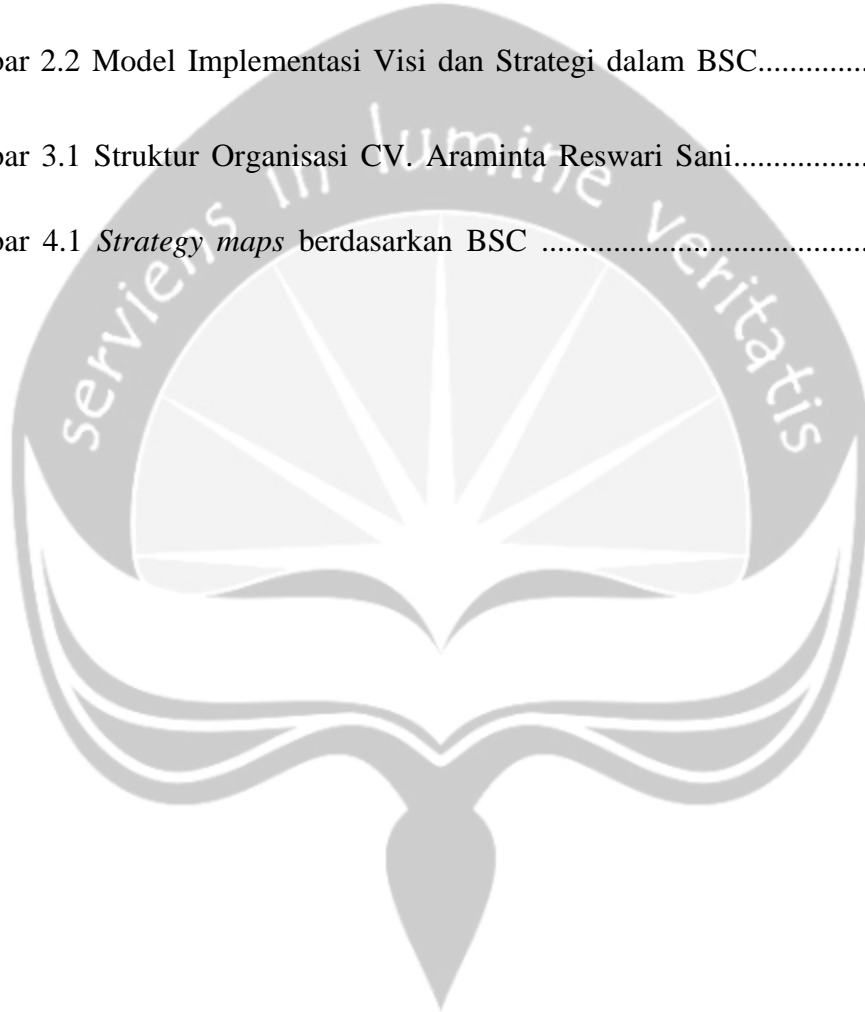 bar 2.2 Model Implementasi Visi dan Strategi dalam BSC..............
bar 3.1 Struktur Organisasi CV. Araminta Reswari Sani.................
bar 4.1 Strategy maps berdasarkan BSC .........................................
serviens in lumine veritatis